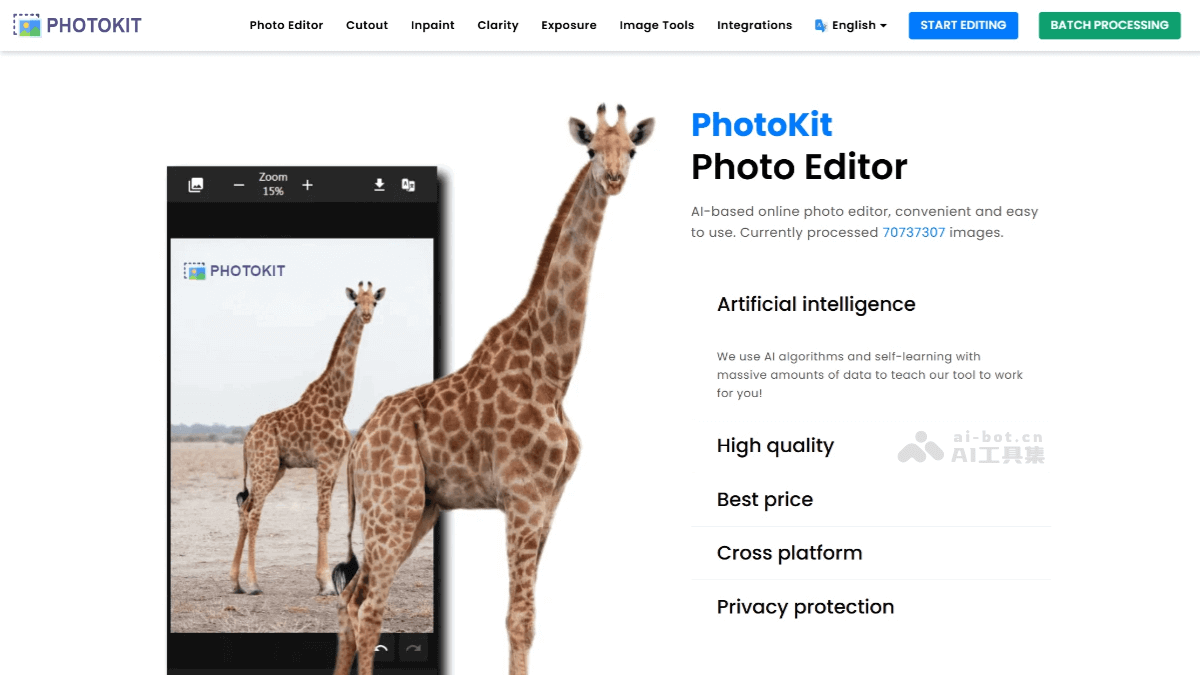 PHOTOKIT
Photo Editor
Cutout
Inpaint
Clarity
Exposure
Image Tools
Integrations
English
START EDITING
BATCH PROCESSING
Zoom
15%
PHOTOKIT
PhotoKit
Photo Editor
AI-based online photo editor, convenient and easy
to use. Currently processed 70737307 images.
Artificial intelligence
We use AI algorithms and self-learning with
massive amounts of data to teach our tool to work
for you!
High quality
ai-bot.cn
AI工具集
Best price
Cross platform
Privacy protection